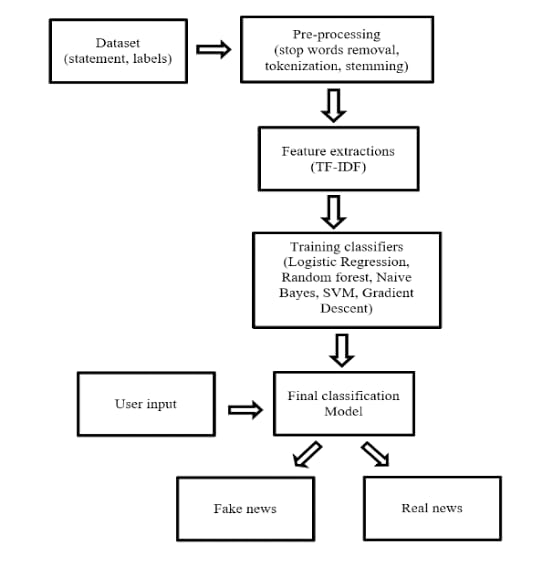 Dataset
(statement, labels)
Pre-processing
(stop words removal,
tokenization, stemming)
Feature extractions
(TF-IDF)
Training classifiers
(Logistic Regression,
Random forest, Naive
Bayes, SVM, Gradient
Descent)
User input
Final classification
Model
Fake news
Real news